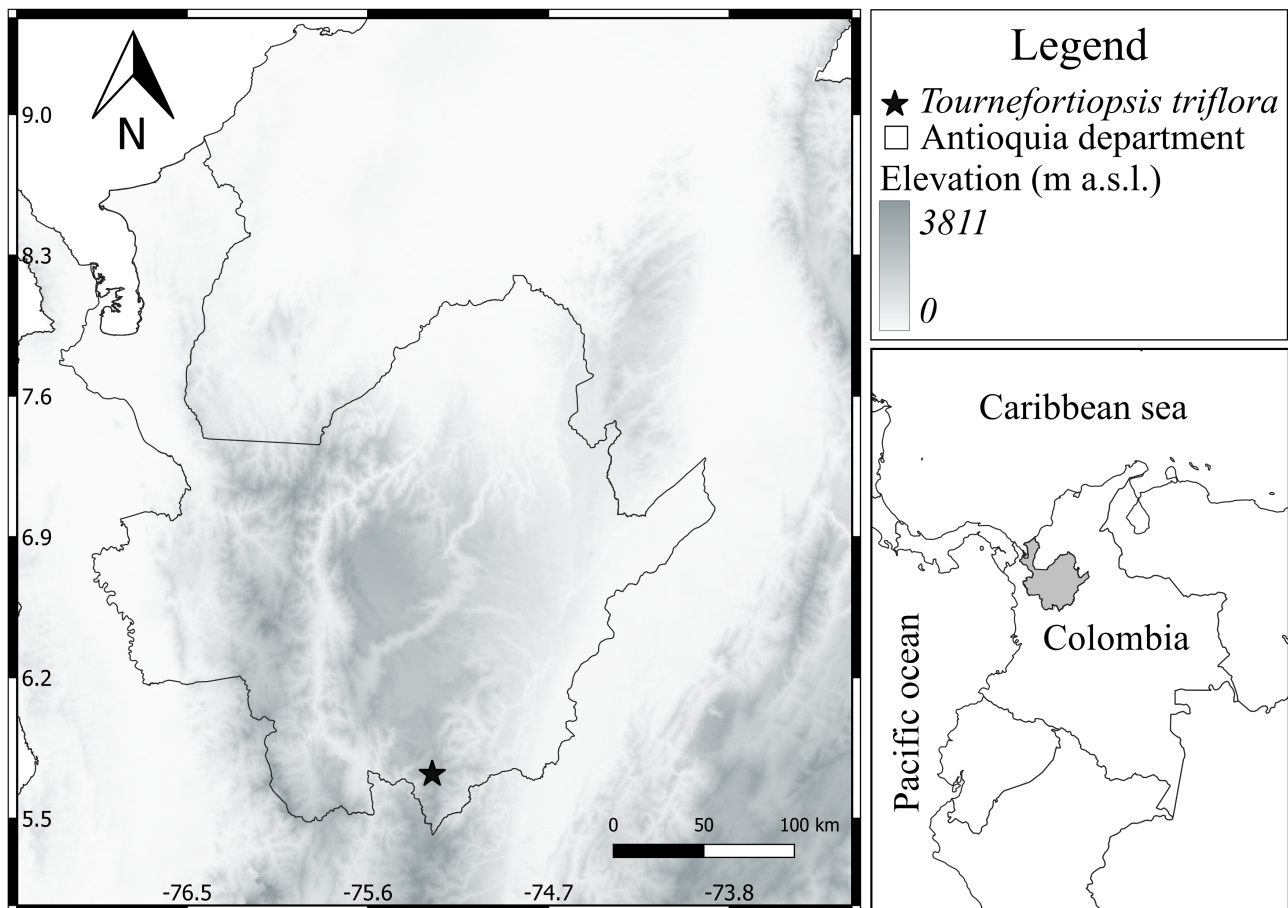 N
9.0
8.3
7.6
6.9
6.2
5.5
-76.5
-75.6
-74.7
-73.8
0 50 100 km
Legend
Tournefortiopsis triflora
Antioquia department
Elevation (m a.s.l.)
3811
0
Caribbean sea
Colombia
Pacific ocean